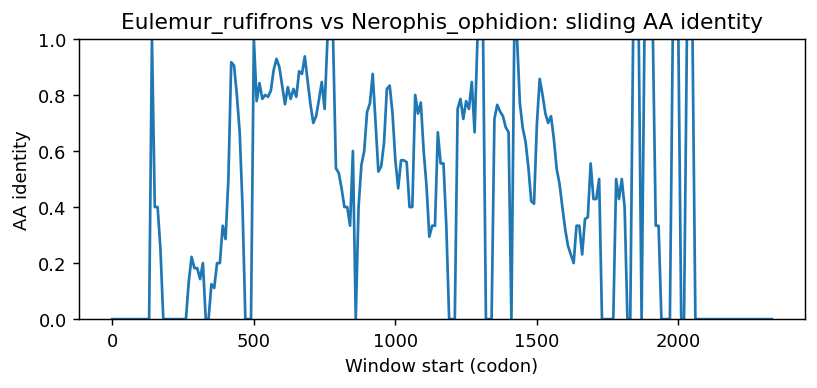 Eulemur_rufifrons vs Nerophis_ophidion: sliding AA identity
AA identity
1.0
0.8
0.6
0.4
0.2
0.0
0 500 1000 1500 2000
Window start (codon)